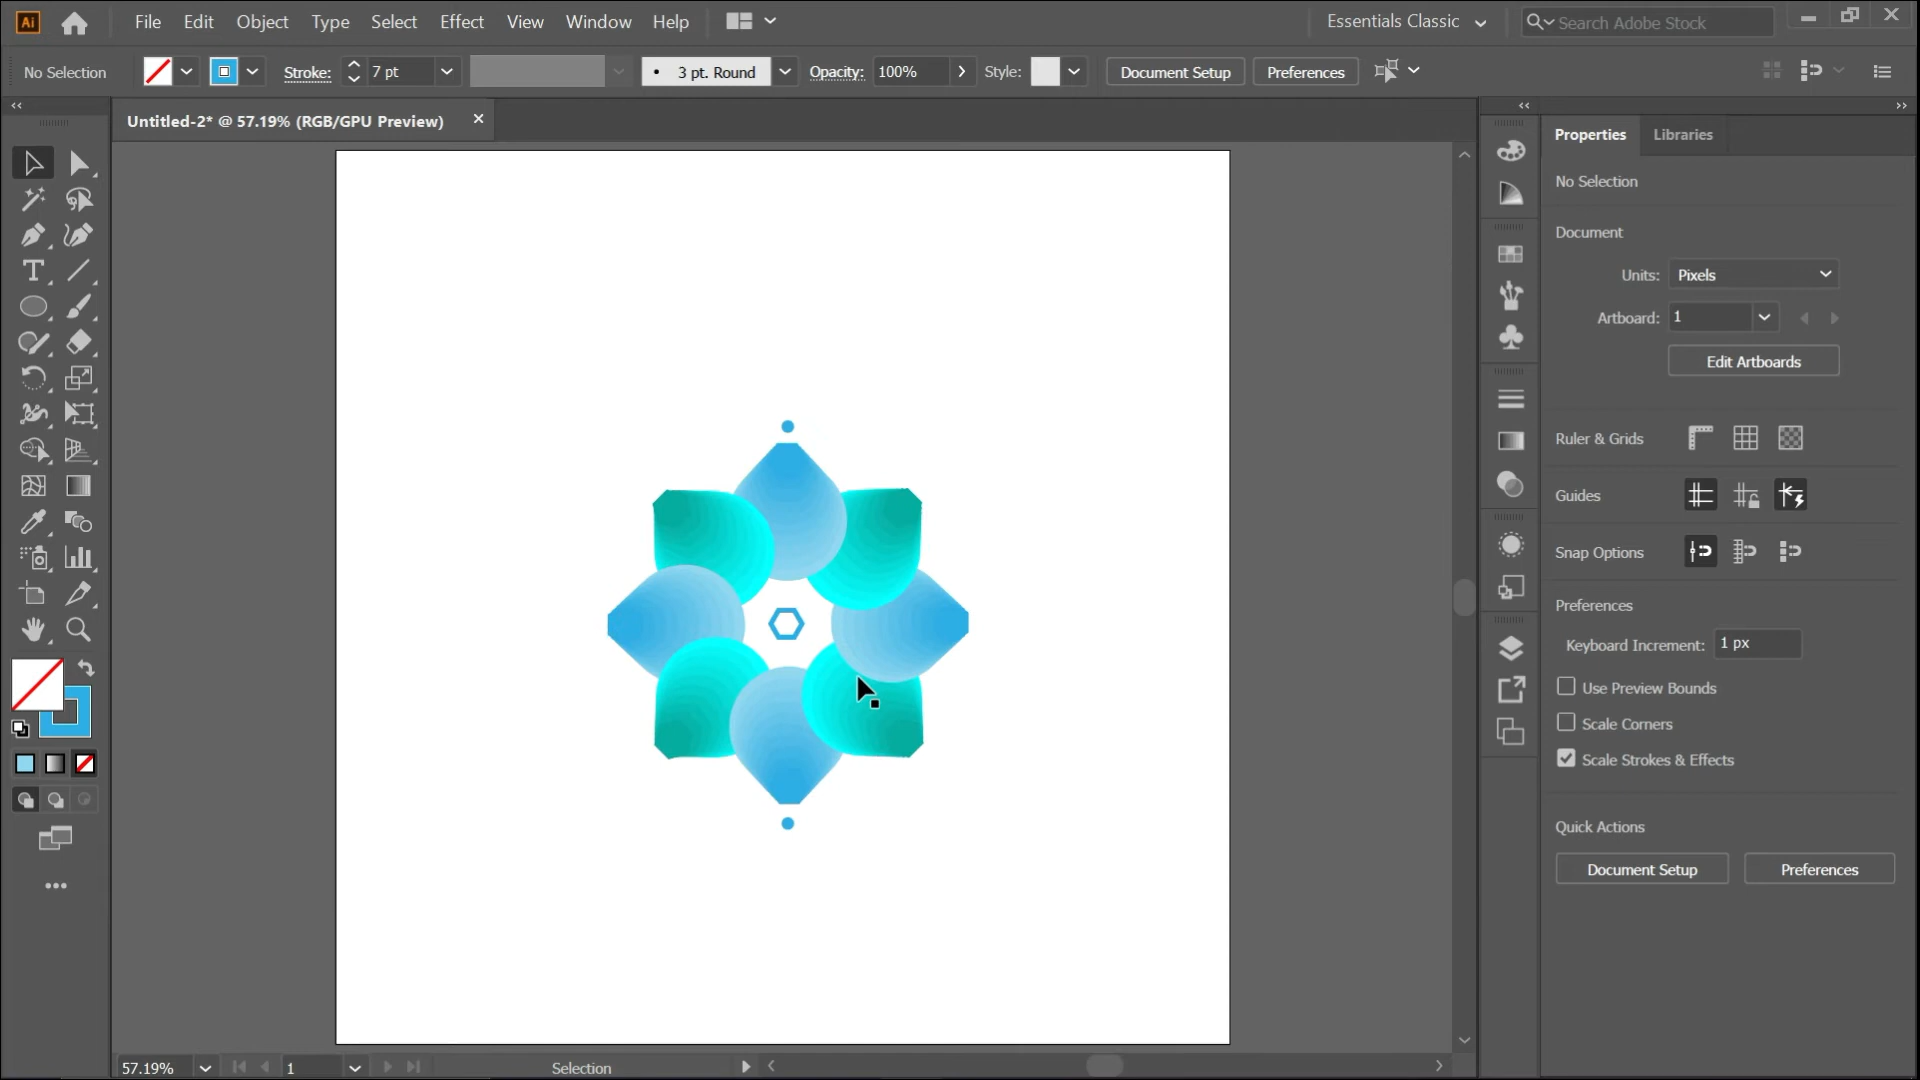 Ai
File Edit Object Type Select Effect View Window Help
Essentials Classic
Search Adobe Stock
No Selection
Stroke: 7 pt
3 pt. Round
Opacity: 100%
Style:
Document Setup
Preferences
Untitled-2* @ 57.19% (RGB/GPU Preview)
Properties
Libraries
No Selection
Document
Units: Pixels
Artboard: 1
Edit Artboards
Ruler & Grids
Guides
Snap Options
Preferences
Keyboard Increment: 1 px
Use Preview Bounds
Scale Corners
Scale Strokes & Effects
Quick Actions
Document Setup
Preferences
57.19%
1
Selection